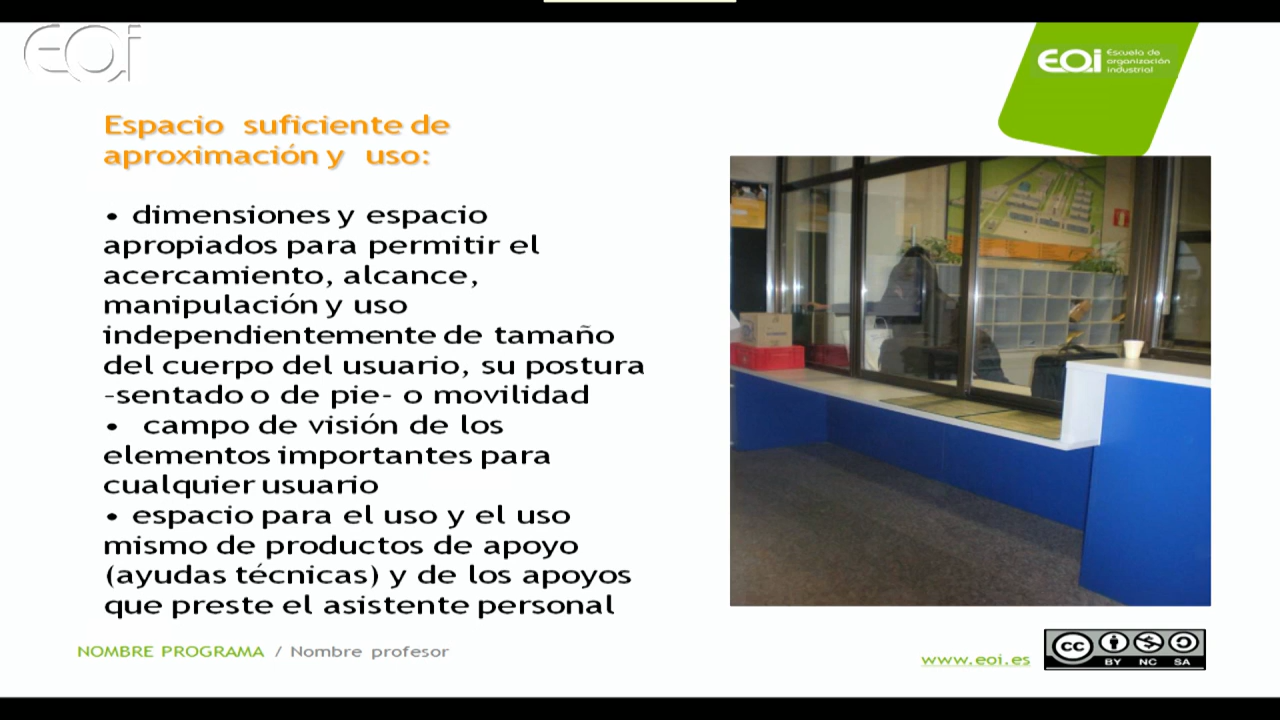 EOi
EOi Escuela de
organización
industrial
Espacio suficiente de
aproximación y uso:
• dimensiones y espacio
apropiados para permitir el
acercamiento, alcance,
manipulación y uso
independientemente de tamaño
del cuerpo del usuario, su postura
-sentado o de pie- o movilidad
• campo de visión de los
elementos importantes para
cualquier usuario
• espacio para el uso y el uso
mismo de productos de apoyo
(ayudas técnicas) y de los apoyos
que preste el asistente personal
NOMBRE PROGRAMA / Nombre profesor
www.eoi.es
cc BY NC SA